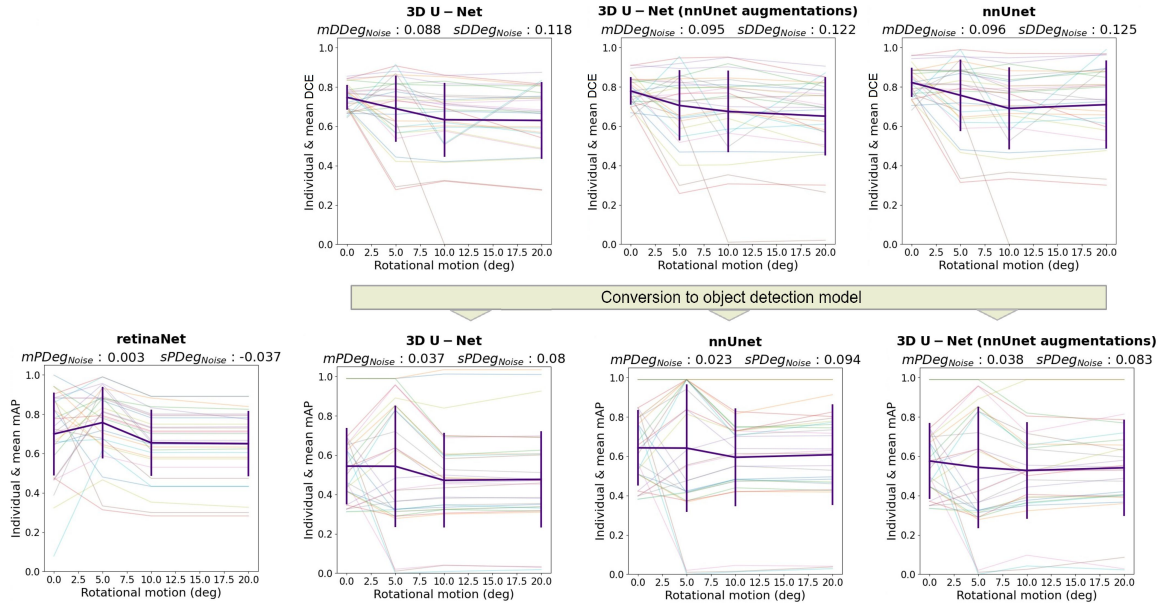 3D U − Net
mDDeg_Noise : 0.088 sDDeg_Noise : 0.118
3D U − Net (nnUnet augmentations)
mDDeg_Noise : 0.095 sDDeg_Noise : 0.122
nnUnet
mDDeg_Noise : 0.096 sDDeg_Noise : 0.125
Individual & mean DCE
1.0
0.8
0.6
0.4
0.2
0.0
0.0 2.5 5.0 7.5 10.0 12.5 15.0 17.5 20.0
Rotational motion (deg)
Individual & mean DCE
1.0
0.8
0.6
0.4
0.2
0.0
0.0 2.5 5.0 7.5 10.0 12.5 15.0 17.5 20.0
Rotational motion (deg)
Individual & mean DCE
1.0
0.8
0.6
0.4
0.2
0.0
0.0 2.5 5.0 7.5 10.0 12.5 15.0 17.5 20.0
Rotational motion (deg)
Conversion to object detection model
retinaNet
mPDeg_Noise : 0.003 sPDeg_Noise : -0.037
3D U − Net
mPDeg_Noise : 0.037 sPDeg_Noise : 0.08
nnUnet
mPDeg_Noise : 0.023 sPDeg_Noise : 0.094
3D U − Net (nnUnet augmentations)
mPDeg_Noise : 0.038 sPDeg_Noise : 0.083
Individual & mean mAP
1.0
0.8
0.6
0.4
0.2
0.0
0.0 2.5 5.0 7.5 10.0 12.5 15.0 17.5 20.0
Rotational motion (deg)
Individual & mean mAP
1.0
0.8
0.6
0.4
0.2
0.0
0.0 2.5 5.0 7.5 10.0 12.5 15.0 17.5 20.0
Rotational motion (deg)
Individual & mean mAP
1.0
0.8
0.6
0.4
0.2
0.0
0.0 2.5 5.0 7.5 10.0 12.5 15.0 17.5 20.0
Rotational motion (deg)
Individual & mean mAP
1.0
0.8
0.6
0.4
0.2
0.0
0.0 2.5 5.0 7.5 10.0 12.5 15.0 17.5 20.0
Rotational motion (deg)